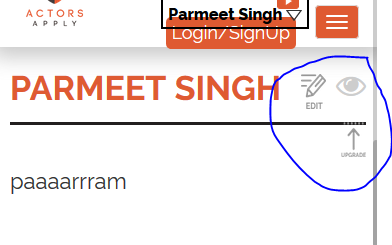 ACTORS
APPLY
Parmeet Singh
Login/SignUp
PARMEET SINGH
EDIT
UPGRADE
paaaarrram